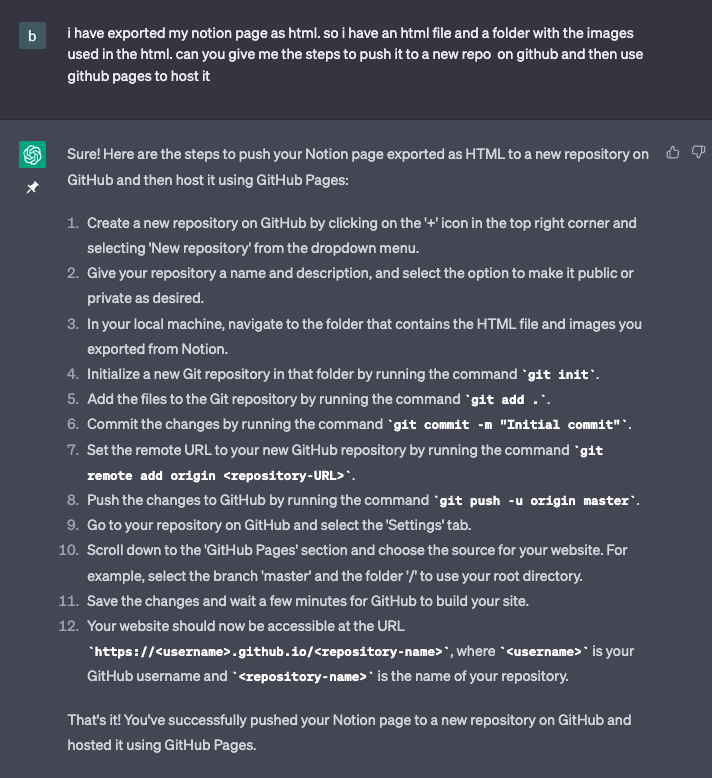 b
i have exported my notion page as html. so i have an html file and a folder with the images
used in the html. can you give me the steps to push it to a new repo  on github and then use
github pages to host it
Sure! Here are the steps to push your Notion page exported as HTML to a new repository on
GitHub and then host it using GitHub Pages:
1. Create a new repository on GitHub by clicking on the '+' icon in the top right corner and
selecting 'New repository' from the dropdown menu.
2. Give your repository a name and description, and select the option to make it public or
private as desired.
3. In your local machine, navigate to the folder that contains the HTML file and images you
exported from Notion.
4. Initialize a new Git repository in that folder by running the command `git init`.
5. Add the files to the Git repository by running the command `git add .`.
6. Commit the changes by running the command `git commit -m "Initial commit"`.
7. Set the remote URL to your new GitHub repository by running the command `git
remote add origin <repository-URL>`.
8. Push the changes to GitHub by running the command `git push -u origin master`.
9. Go to your repository on GitHub and select the 'Settings' tab.
10. Scroll down to the 'GitHub Pages' section and choose the source for your website. For
example, select the branch 'master' and the folder '/' to use your root directory.
11. Save the changes and wait a few minutes for GitHub to build your site.
12. Your website should now be accessible at the URL
`https://<username>.github.io/<repository-name>`, where `<username>` is your
GitHub username and `<repository-name>` is the name of your repository.
That's it! You've successfully pushed your Notion page to a new repository on GitHub and
hosted it using GitHub Pages.